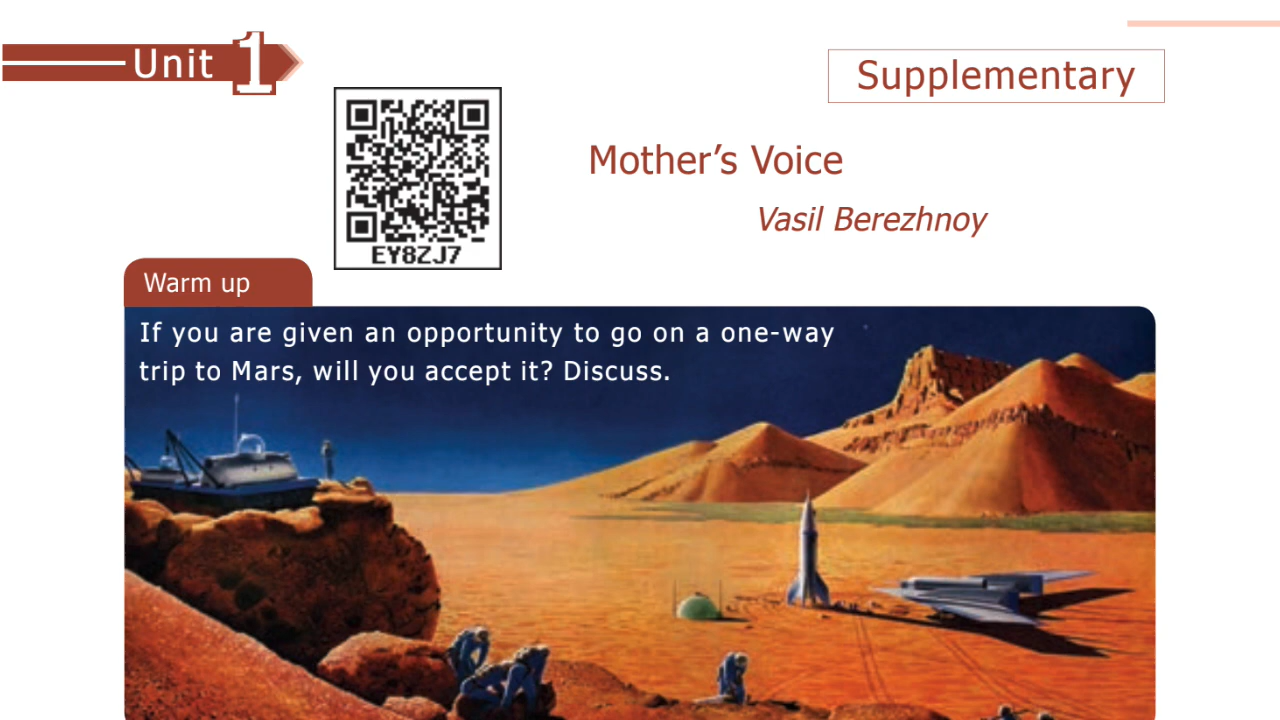 Unit 1
Supplementary
Mother’s Voice
Vasil Berezhnoy
EY8ZJ7
Warm up
If you are given an opportunity to go on a one-way
trip to Mars, will you accept it? Discuss.